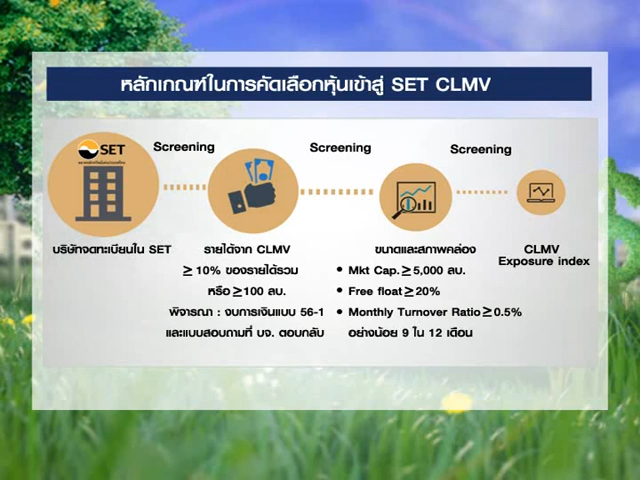 หลักเกณฑ์ในการคัดเลือกหุ้นเข้าสู่ SET CLMV
SET
Screening
Screening
Screening
บริษัทจดทะเบียนใน SET
รายได้จาก CLMV
≥ 10% ของรายได้รวม
หรือ ≥ 100 ลบ.
พิจารณา : งบการเงินแบบ 56-1
และแบบสอบถามที่ บจ. ตอบกลับ
ขนาดและสภาพคล่อง
• Mkt Cap. ≥ 5,000 ลบ.
• Free float ≥ 20%
• Monthly Turnover Ratio ≥ 0.5%
อย่างน้อย 9 ใน 12 เดือน
CLMV
Exposure index